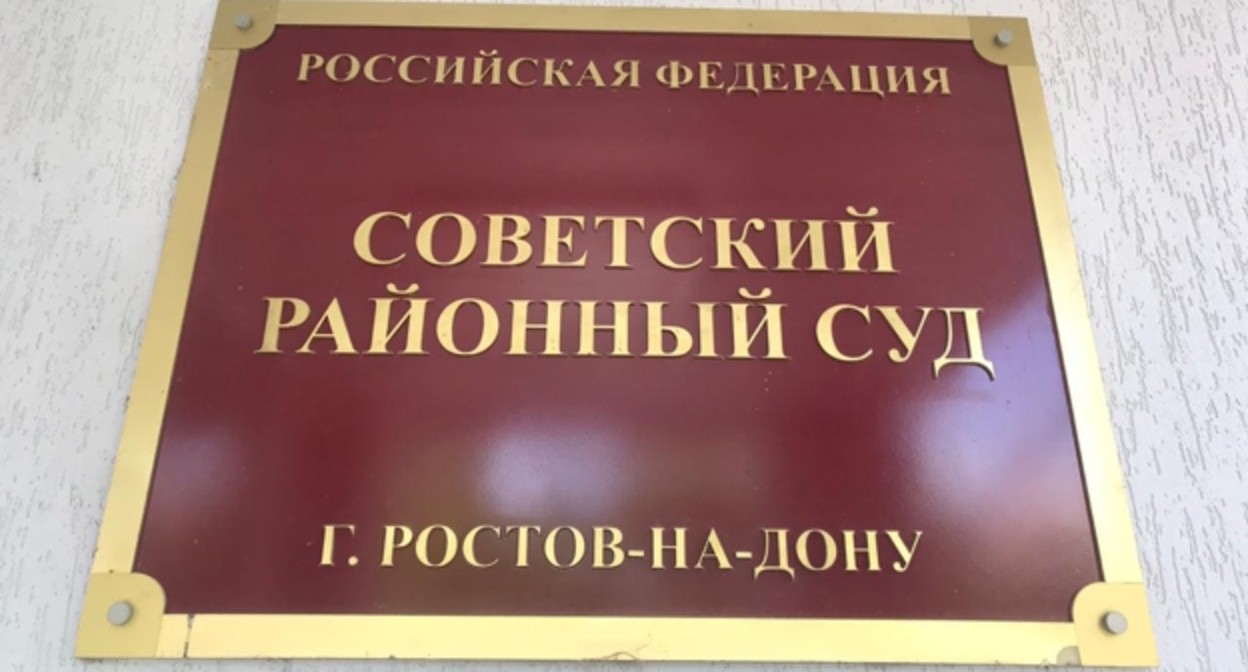 РОССИЙСКАЯ ФЕДЕРАЦИЯ
СОВЕТСКИЙ
РАЙОННЫЙ СУД
Г. РОСТОВ-НА-ДОНУ